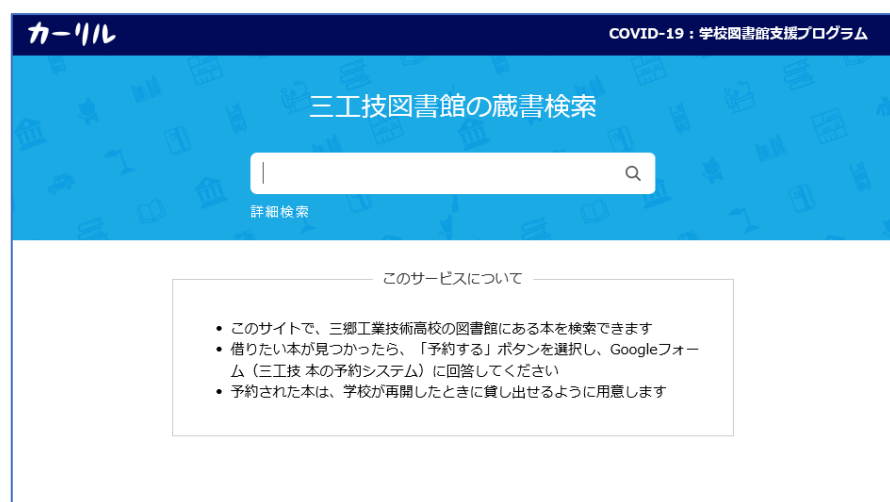 カーリル
COVID-19：学校図書館支援プログラム
三工技図書館の蔵書検索
詳細検索
このサービスについて
• このサイトで、三郷工業技術高校の図書館にある本を検索できます
• 借りたい本が見つかったら、「予約する」ボタンを選択し、Googleフォー
ム（三工技 本の予約システム）に回答してください
• 予約された本は、学校が再開したときに貸し出せるように用意します